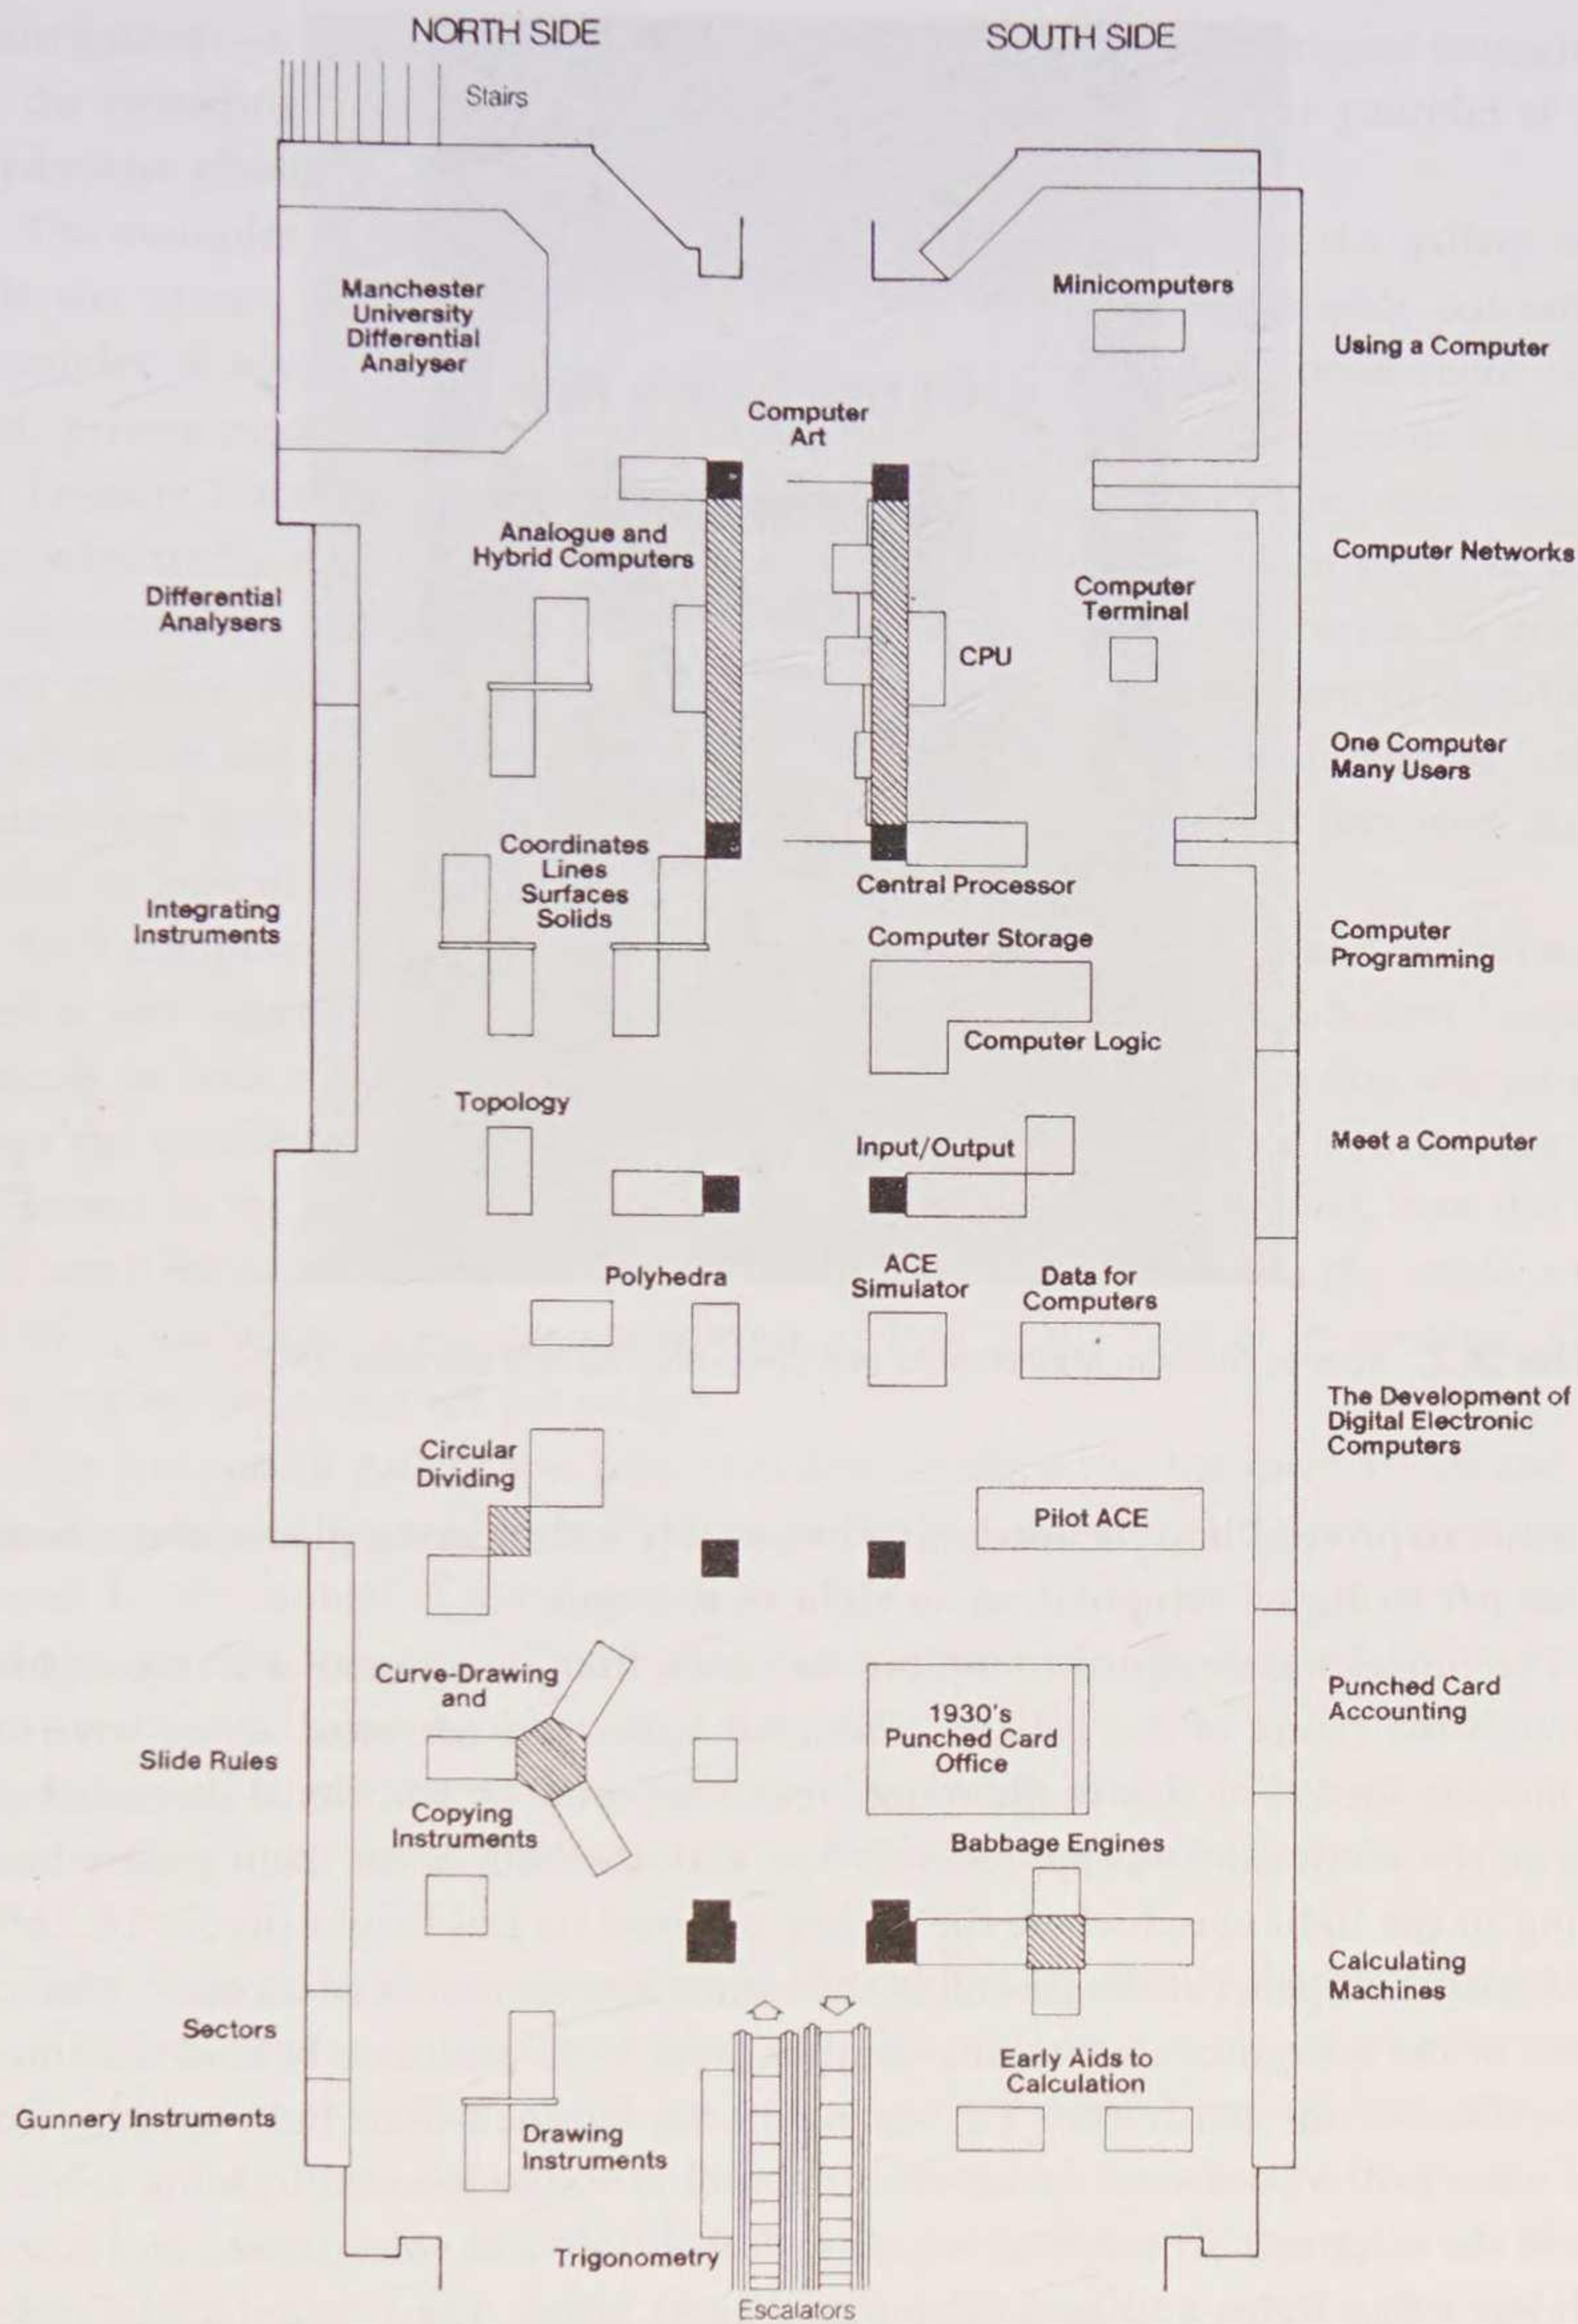 NORTH SIDE
SOUTH SIDE
Stairs
Manchester
University
Differential
Analyser
Minicomputers
Using a Computer
Computer
Art
Analogue and
Hybrid Computers
Computer Networks
Differential
Analysers
Computer
Terminal
CPU
One Computer
Many Users
Coordinates
Lines
Surfaces
Solids
Central Processor
Integrating
Instruments
Computer Storage
Computer
Programming
Computer Logic
Topology
Input/Output
Meet a Computer
Polyhedra
ACE
Simulator
Data for
Computers
The Development of
Digital Electronic
Computers
Circular
Dividing
Pilot ACE
Curve-Drawing
and
Copying
Instruments
1930's
Punched Card
Office
Punched Card
Accounting
Slide Rules
Babbage Engines
Calculating
Machines
Sectors
Early Aids to
Calculation
Gunnery Instruments
Drawing
Instruments
Trigonometry
Escalators